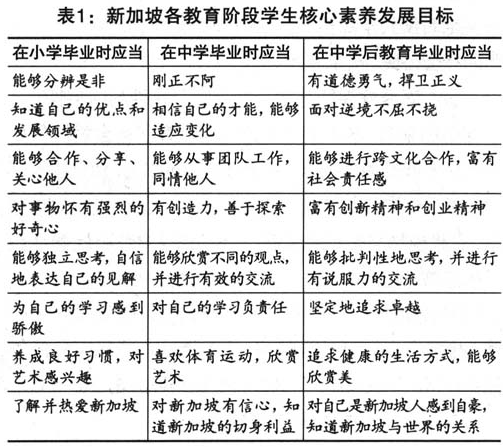 表1：新加坡各教育阶段学生核心素养发展目标
在小学毕业时应当 在中学毕业时应当 在中学后教育毕业时应当
能够分辨是非 刚正不阿 有道德勇气，捍卫正义
知道自己的优点和 相信自己的才能，能够 面对逆境不屈不挠
发展领域 适应变化
能够合作、分享、 能够从事团队工作， 能够进行跨文化合作，富有
关心他人 同情他人 社会责任感
对事物怀有强烈的 有创造力，善于探索 富有创新精神和创业精神
好奇心
能够独立思考，自信 能够欣赏不同的观点， 能够批判性地思考，并进行
地表达自己的见解 并进行有效的交流 有说服力的交流
为自己的学习感到 对自己的学习负责任 坚定地追求卓越
骄傲
养成良好习惯，对 喜欢体育运动，欣赏 追求健康的生活方式，能够
艺术感兴趣 艺术 欣赏美
了解并热爱新加坡 对新加坡有信心，知 对自己是新加坡人感到自豪，
道新加坡的切身利益 知道新加坡与世界的关系